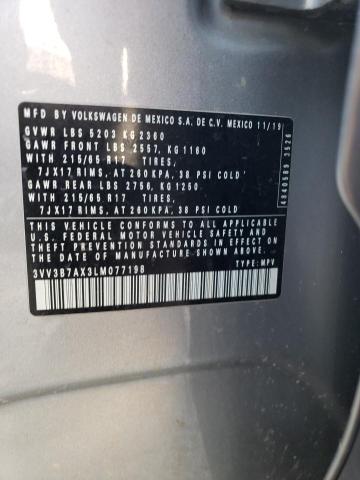 MFD BY VOLKSWAGEN DE MEXICO S.A. DE C.V. MEXICO 11/19
GVWR LBS 5203 KG 2360
GAWR FRONT LBS 2557, KG 1160
WITH 215/65 R17 TIRES,
7JX17 RIMS, AT 260 KPA, 38 PSI COLD
GAWR REAR LBS 2756, KG 1250
WITH 215/65 R17 TIRES,
7JX17 RIMS, AT 260 KPA, 38 PSI COLD
THIS VEHICLE CONFORMS TO ALL APPLICABLE
U.S. FEDERAL MOTOR VEHICLE SAFETY AND
THEFT PREVENTION STANDARDS IN EFFECT ON
THE DATE OF MANUFACTURE SHOWN ABOVE
3VV3B7AX3LM077198 TYPE: MPV
4840583 3526